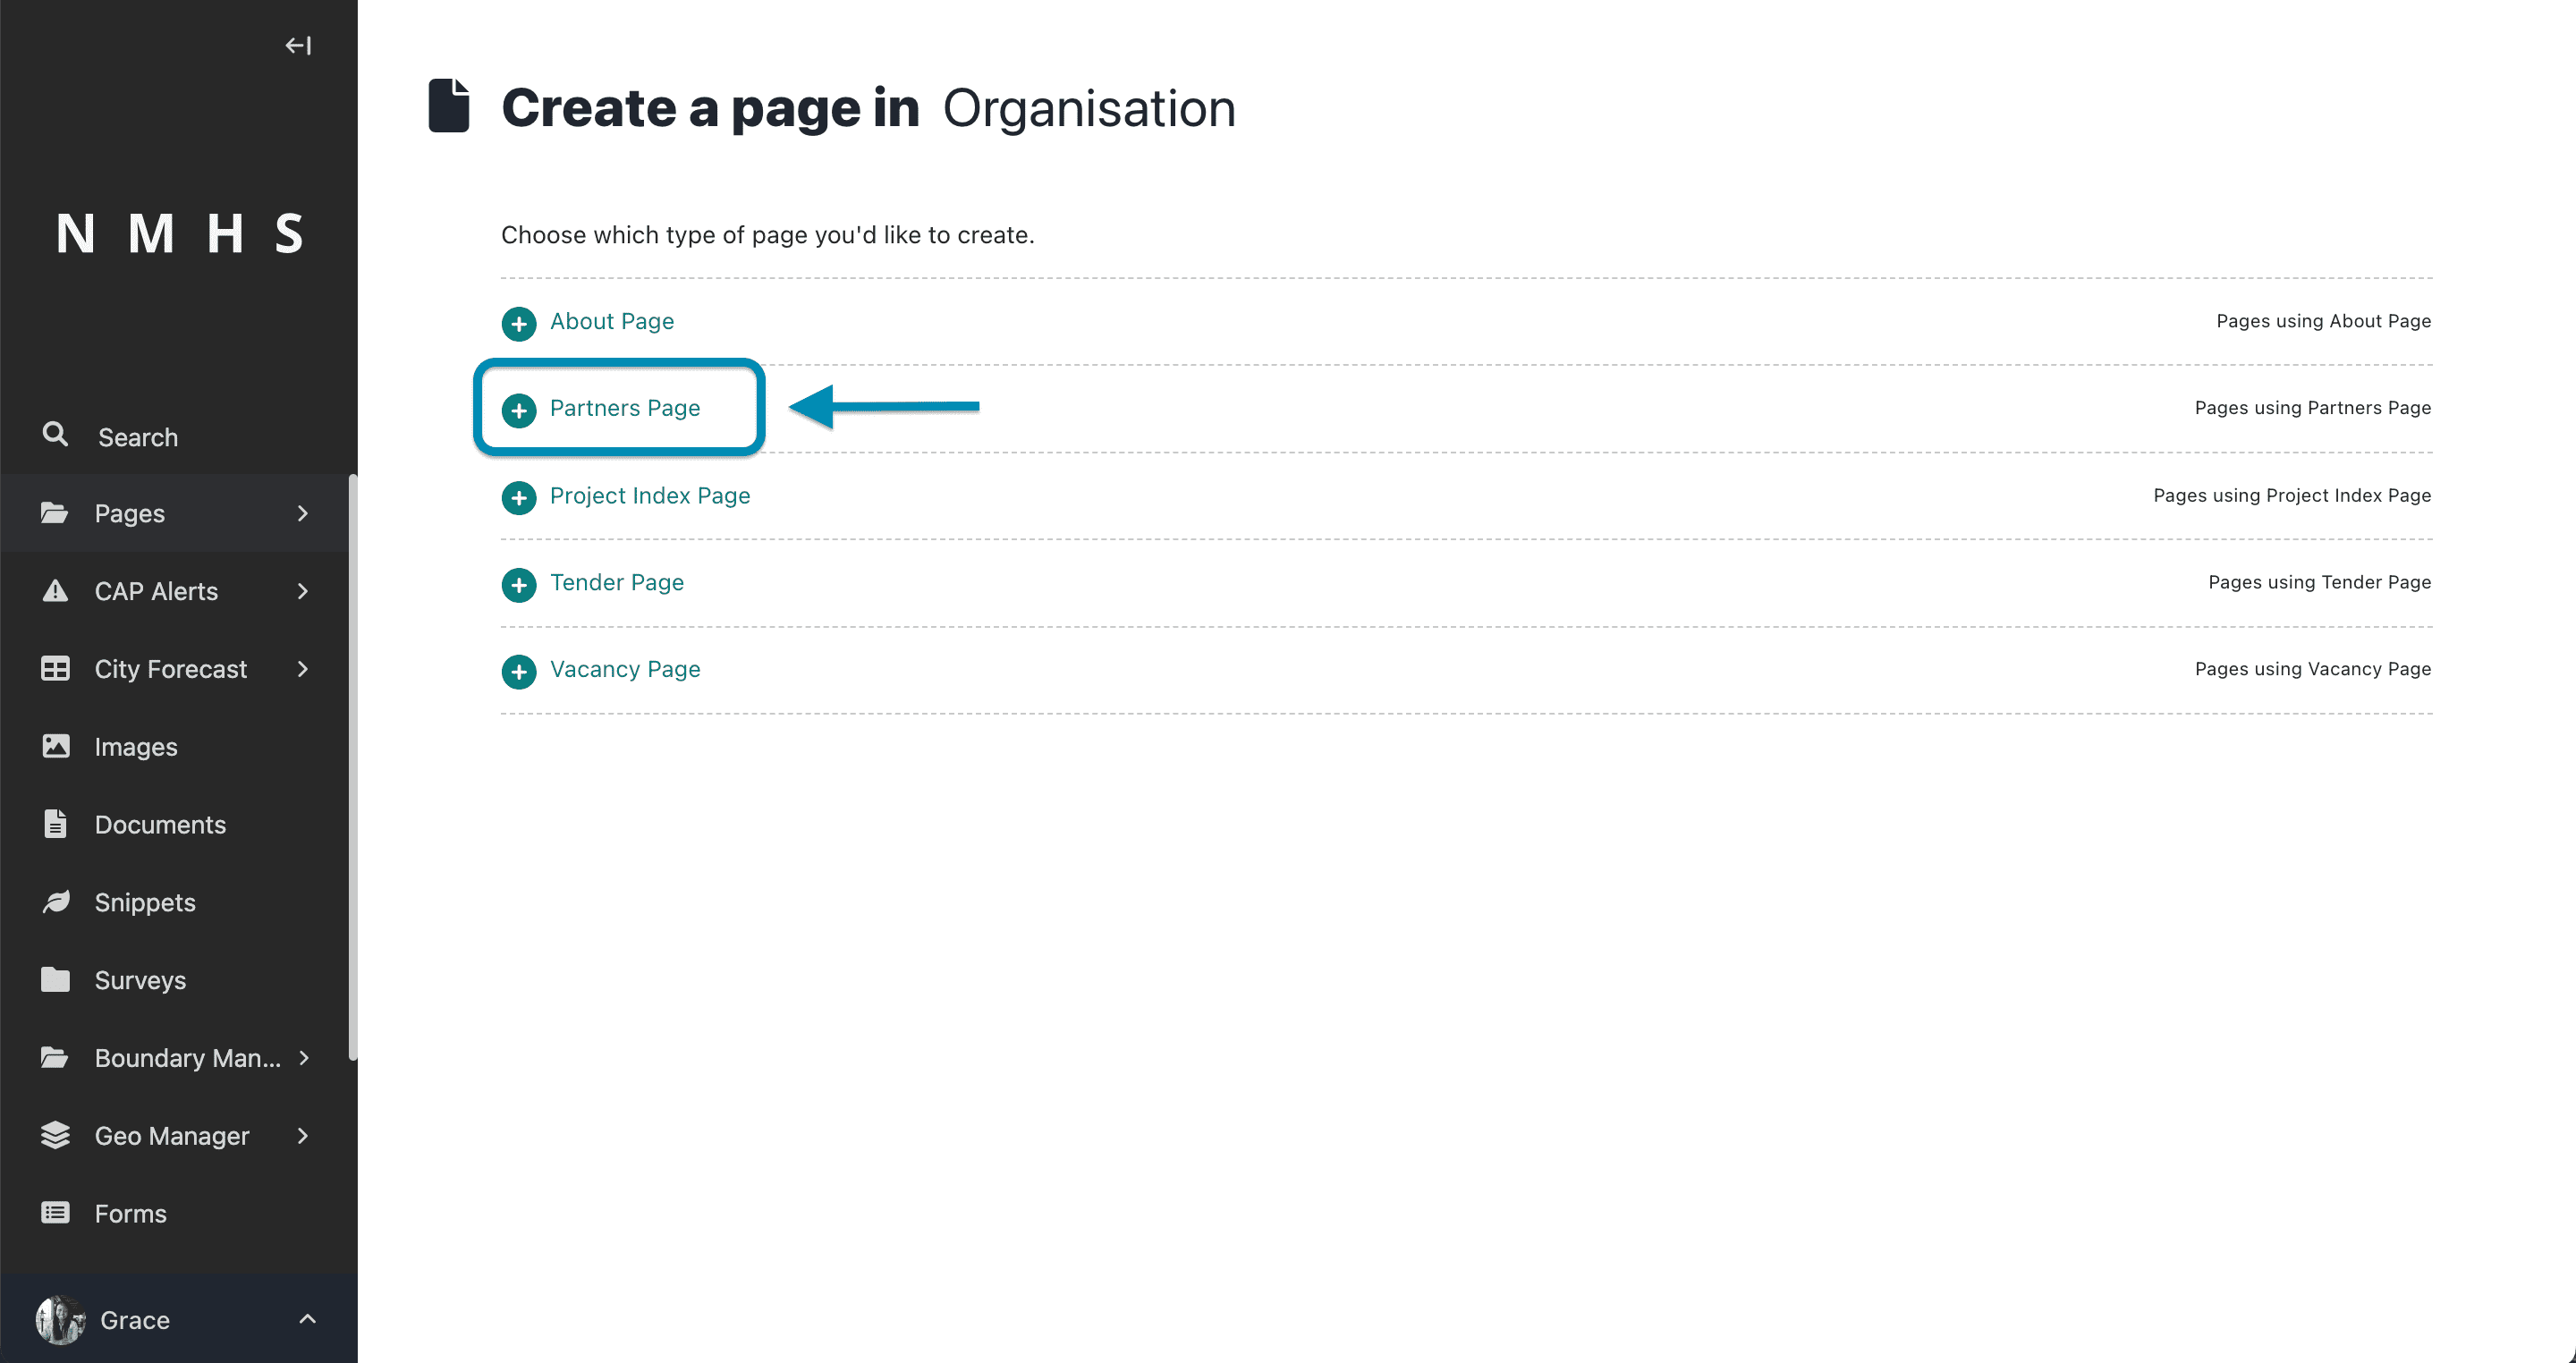 N M H S
Search
Pages
CAP Alerts
City Forecast
Images
Documents
Snippets
Surveys
Boundary Man...
Geo Manager
Forms
Grace
Create a page in Organisation
Choose which type of page you'd like to create.
About Page Pages using About Page
Partners Page Pages using Partners Page
Project Index Page Pages using Project Index Page
Tender Page Pages using Tender Page
Vacancy Page Pages using Vacancy Page